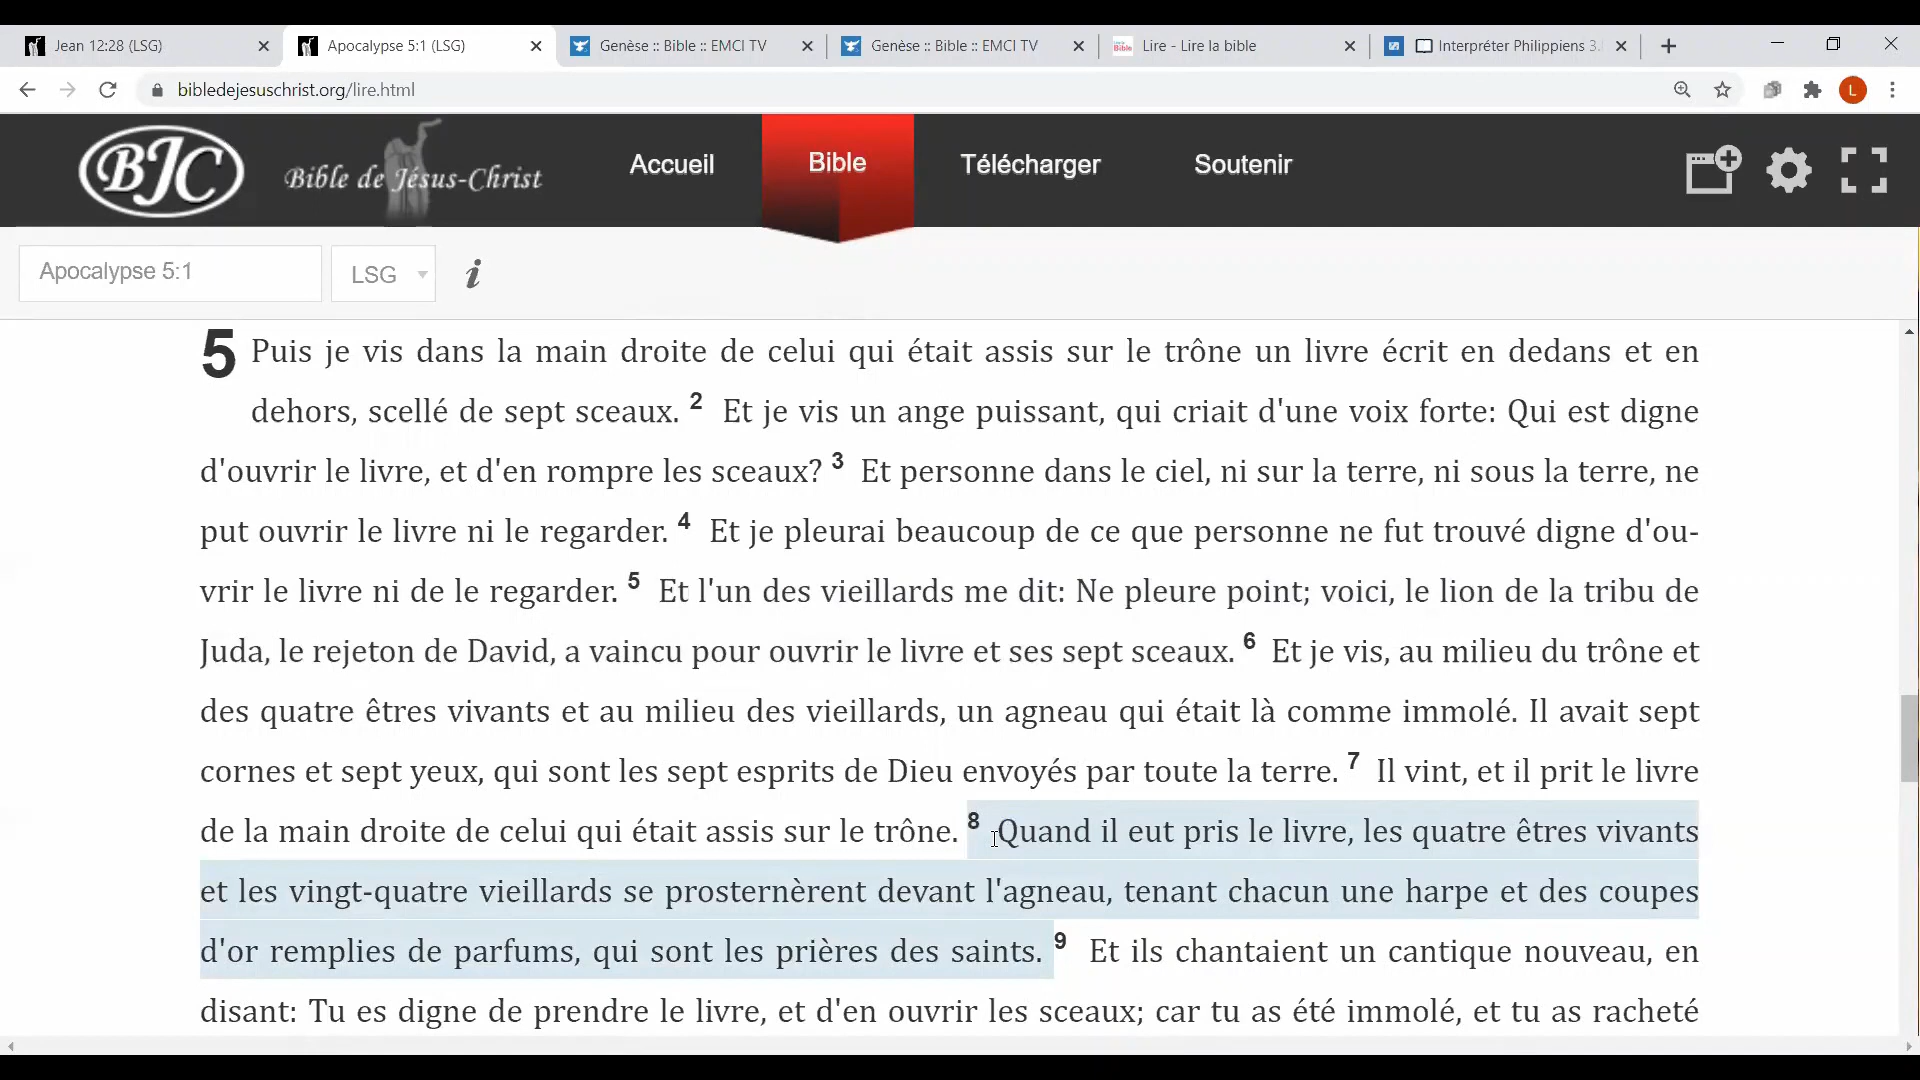 Jean 12:28 (LSG)
Apocalypse 5:1 (LSG)
Genèse :: Bible :: EMCI TV
Genèse :: Bible :: EMCI TV
Lire - Lire la bible
Interpréter Philippiens 3.
bibledejesuschrist.org/lire.html
L
BJC
Bible de Jésus-Christ
Accueil
Bible
Télécharger
Soutenir
Apocalypse 5:1
LSG
i
5 Puis je vis dans la main droite de celui qui était assis sur le trône un livre écrit en dedans et en
dehors, scellé de sept sceaux. 2 Et je vis un ange puissant, qui criait d'une voix forte: Qui est digne
d'ouvrir le livre, et d'en rompre les sceaux? 3 Et personne dans le ciel, ni sur la terre, ni sous la terre, ne
put ouvrir le livre ni le regarder. 4 Et je pleurai beaucoup de ce que personne ne fut trouvé digne d'ou-
vrir le livre ni de le regarder. 5 Et l'un des vieillards me dit: Ne pleure point; voici, le lion de la tribu de
Juda, le rejeton de David, a vaincu pour ouvrir le livre et ses sept sceaux. 6 Et je vis, au milieu du trône et
des quatre êtres vivants et au milieu des vieillards, un agneau qui était là comme immolé. Il avait sept
cornes et sept yeux, qui sont les sept esprits de Dieu envoyés par toute la terre. 7 Il vint, et il prit le livre
de la main droite de celui qui était assis sur le trône. 8 Quand il eut pris le livre, les quatre êtres vivants
et les vingt-quatre vieillards se prosternèrent devant l'agneau, tenant chacun une harpe et des coupes
d'or remplies de parfums, qui sont les prières des saints. 9 Et ils chantaient un cantique nouveau, en
disant: Tu es digne de prendre le livre, et d'en ouvrir les sceaux; car tu as été immolé, et tu as racheté